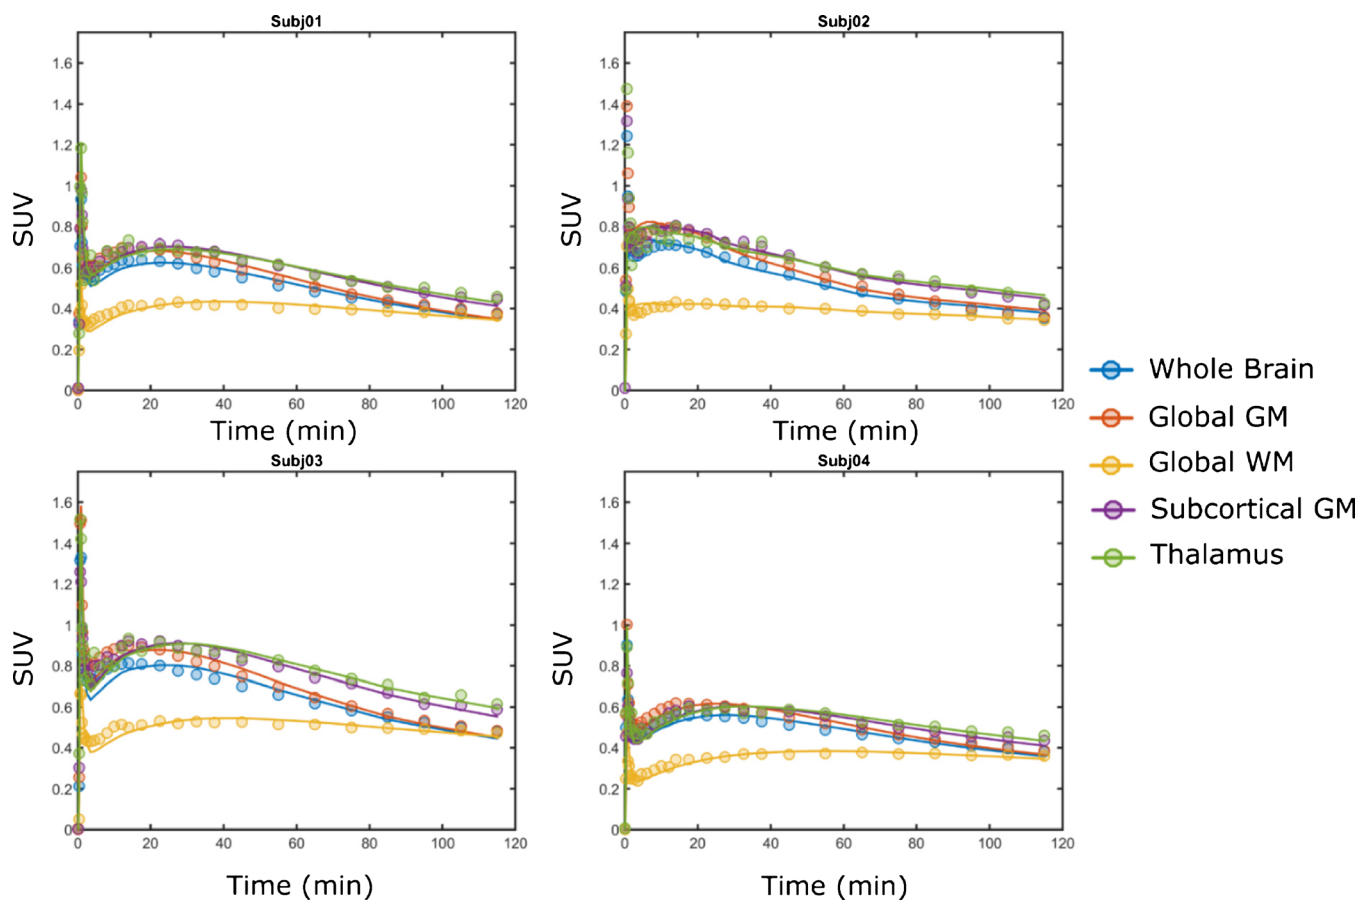 Subj01
SUV
1.6
1.4
1.2
1
0.8
0.6
0.4
0.2
0
0 20 40 60 80 100 120
Time (min)
Subj02
SUV
1.6
1.4
1.2
1
0.8
0.6
0.4
0.2
0
0 20 40 60 80 100 120
Time (min)
Subj03
SUV
1.6
1.4
1.2
1
0.8
0.6
0.4
0.2
0
0 20 40 60 80 100 120
Time (min)
Subj04
SUV
1.6
1.4
1.2
1
0.8
0.6
0.4
0.2
0
0 20 40 60 80 100 120
Time (min)
Whole Brain
Global GM
Global WM
Subcortical GM
Thalamus